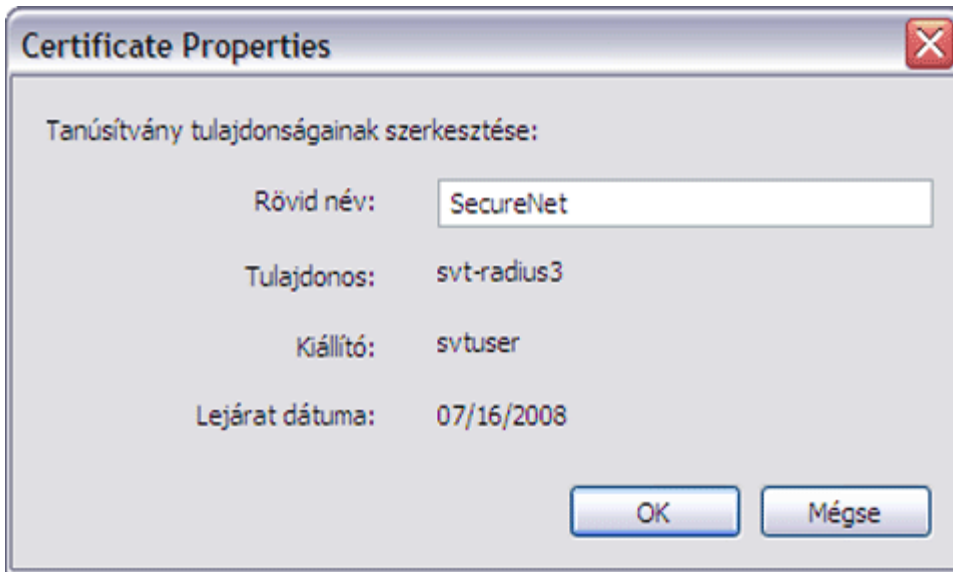 Certificate Properties
Tanúsítvány tulajdonságainak szerkesztése:
Rövid név: SecureNet
Tulajdonos: svt-radius3
Kiállító: svtuser
Lejárat dátuma: 07/16/2008
OK Mégse